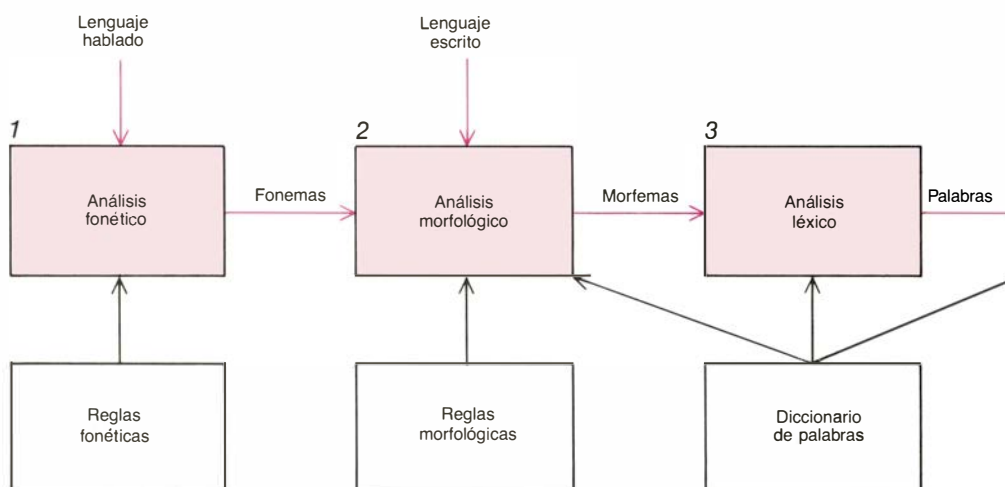 Lenguaje
hablado
Lenguaje
escrito
1
2
3
Análisis
fonético
Fonemas
Análisis
morfológico
Morfemas
Análisis
léxico
Palabras
Reglas
fonéticas
Reglas
morfológicas
Diccionario
de palabras